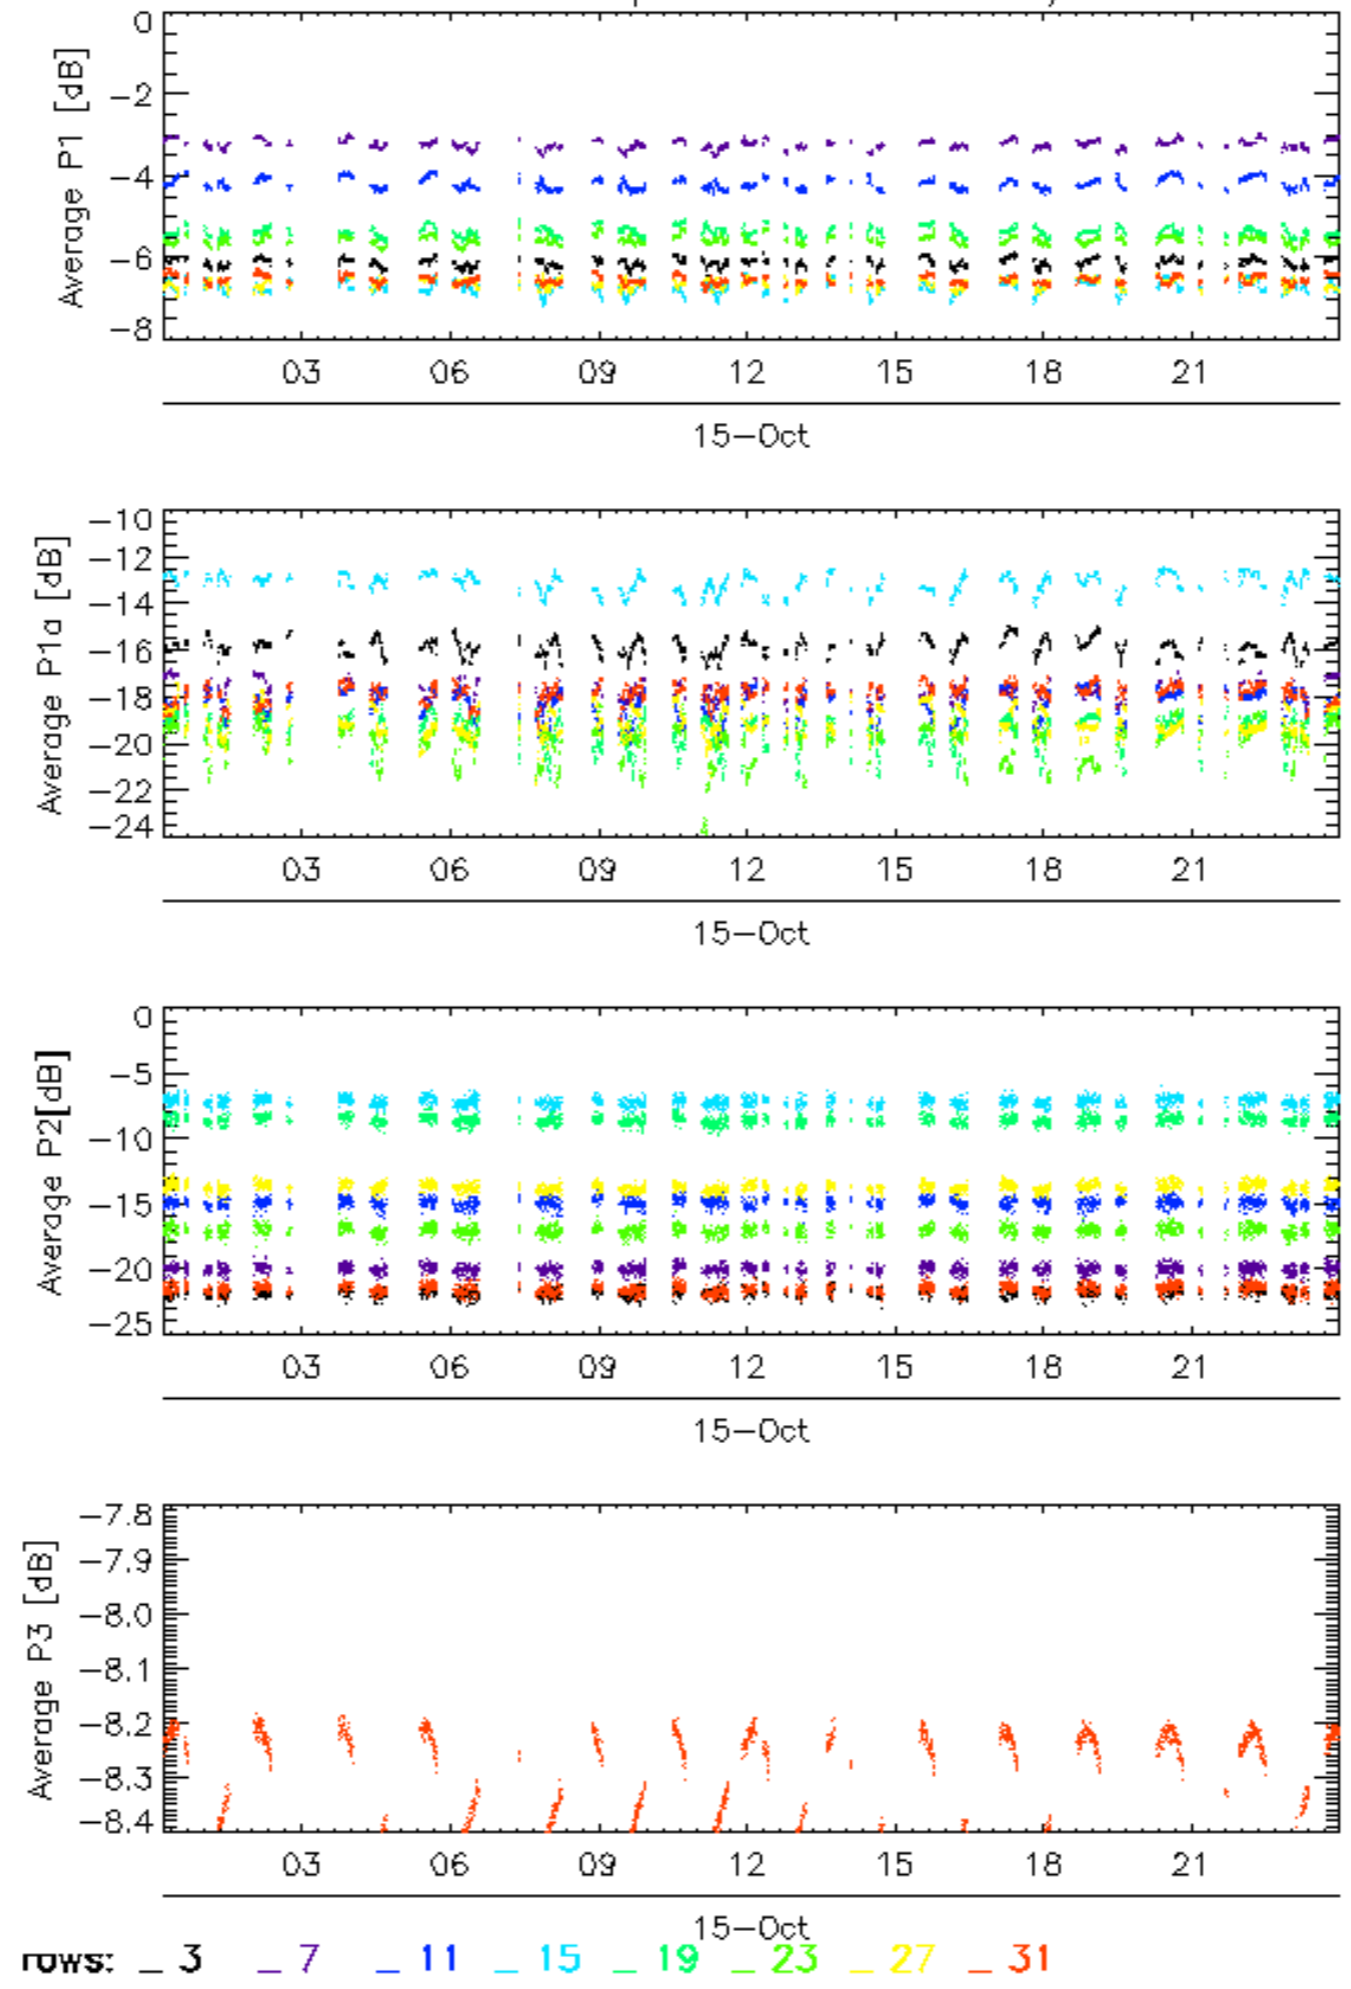 Average P1 [dB]
0
-2
-4
-6
-8
03 06 09 12 15 18 21
15-Oct
Average P1a [dB]
-10
-12
-14
-16
-18
-20
-22
-24
03 06 09 12 15 18 21
15-Oct
Average P2[dB]
0
-5
-10
-15
-20
-25
03 06 09 12 15 18 21
15-Oct
Average P3 [dB]
-7.8
-7.9
-8.0
-8.1
-8.2
-8.3
-8.4
03 06 09 12 15 18 21
15-Oct
rows: _ 3 _ 7 _ 11 _ 15 _ 19 _ 23 _ 27 _ 31